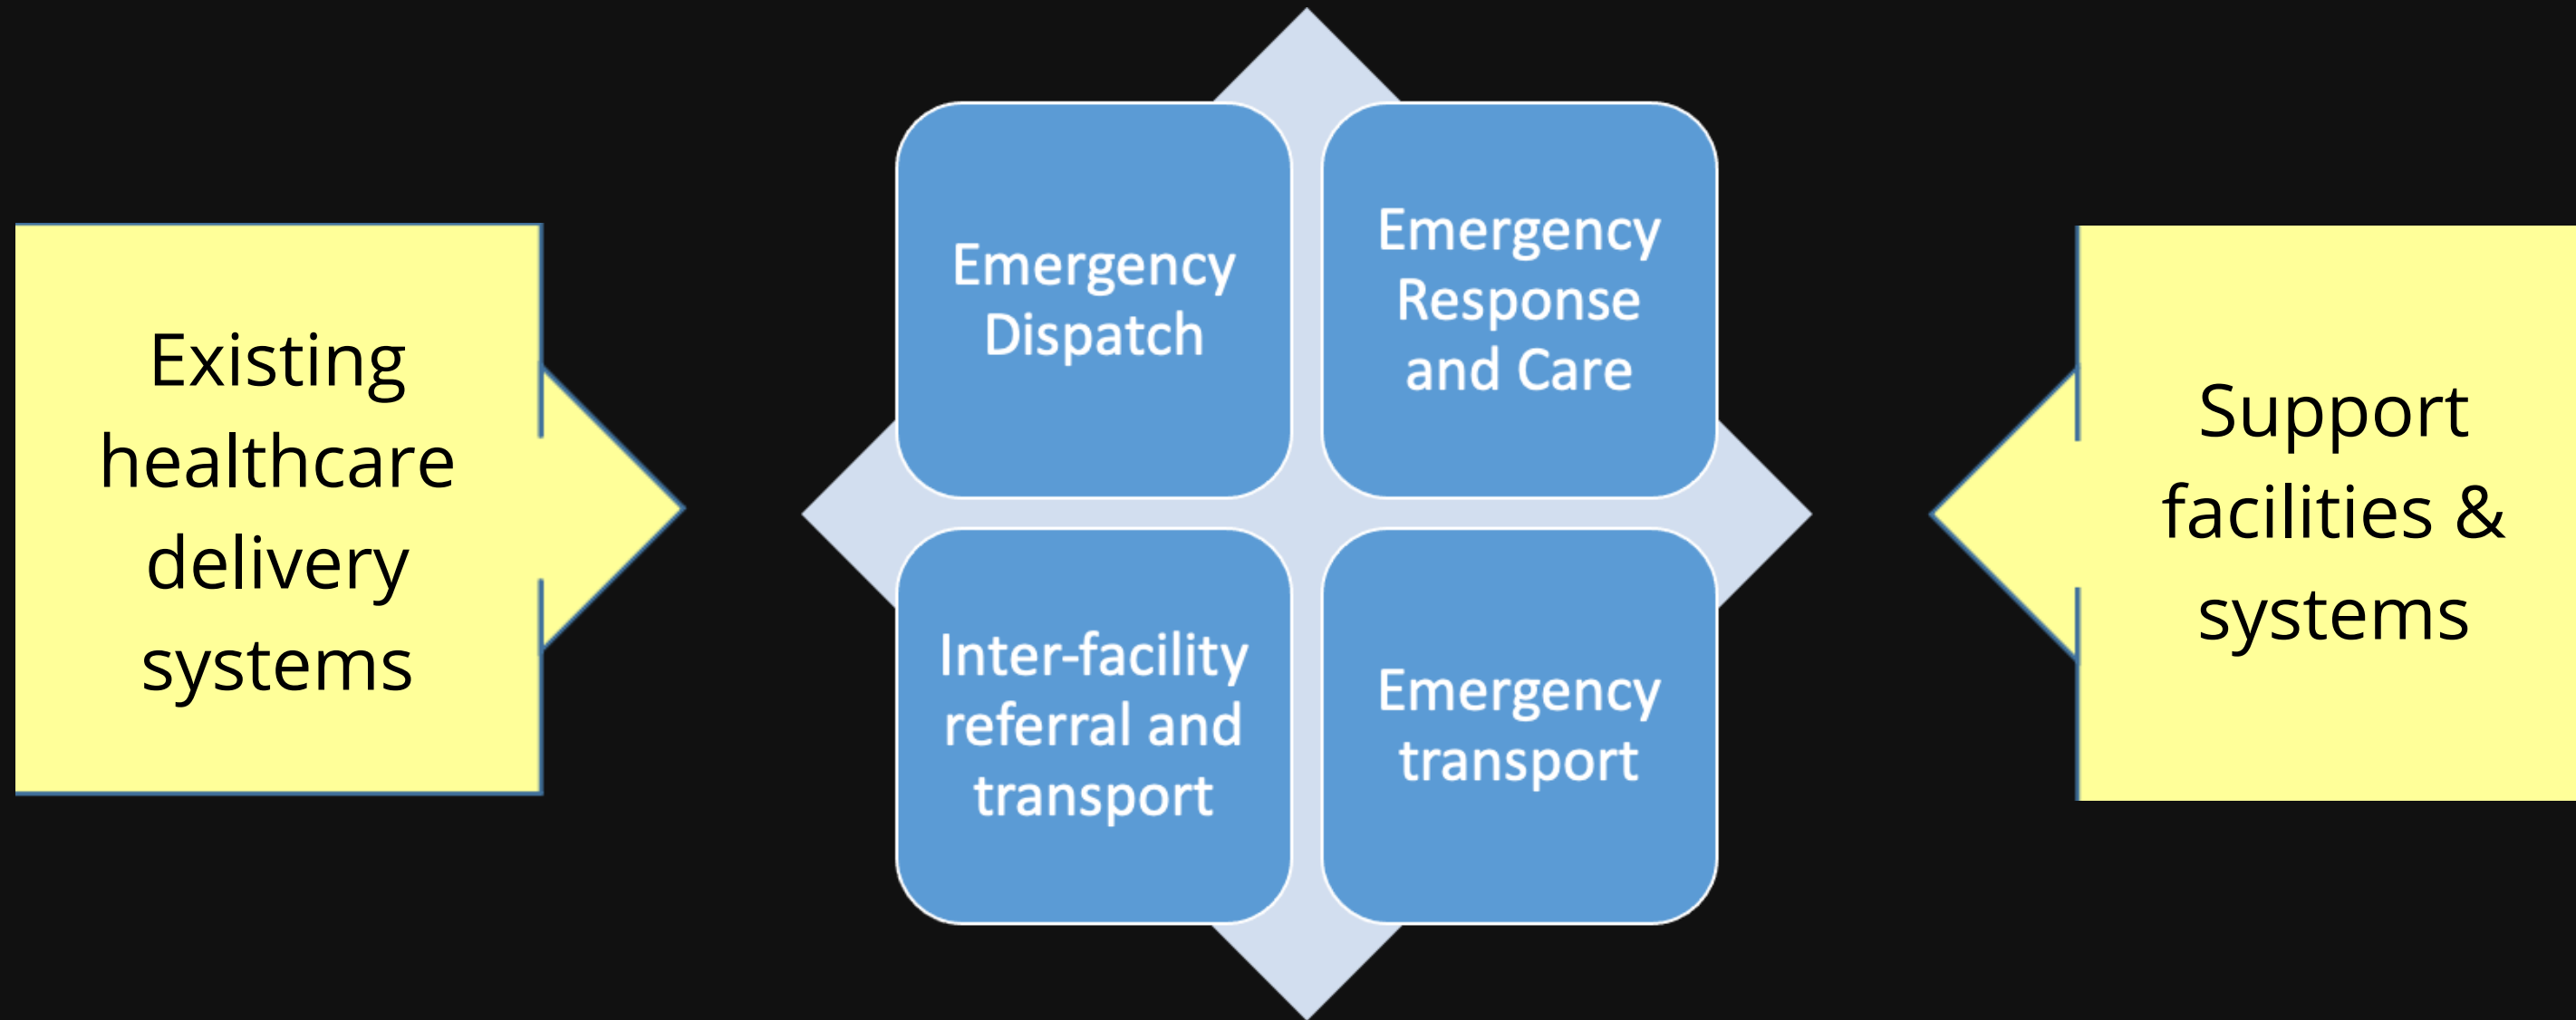 Existing
healthcare
delivery
systems
Emergency
Dispatch
Emergency
Response
and Care
Inter-facility
referral and
transport
Emergency
transport
Support
facilities &
systems